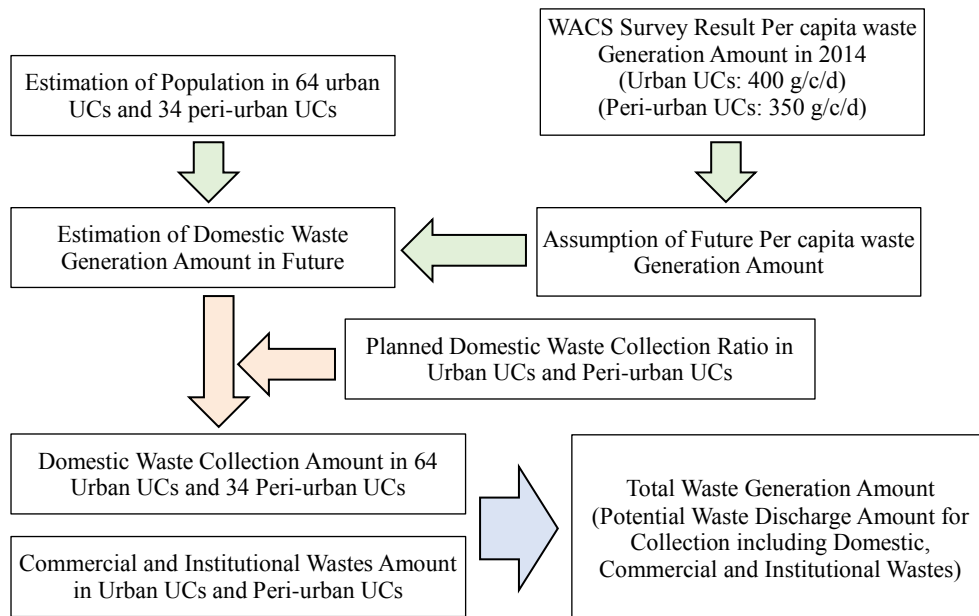 Estimation of Population in 64 urban
UCs and 34 peri-urban UCs
WACS Survey Result Per capita waste
Generation Amount in 2014
(Urban UCs: 400 g/c/d)
(Peri-urban UCs: 350 g/c/d)
Estimation of Domestic Waste
Generation Amount in Future
Assumption of Future Per capita waste
Generation Amount
Planned Domestic Waste Collection Ratio in
Urban UCs and Peri-urban UCs
Domestic Waste Collection Amount in 64
Urban UCs and 34 Peri-urban UCs
Commercial and Institutional Wastes Amount
in Urban UCs and Peri-urban UCs
Total Waste Generation Amount
(Potential Waste Discharge Amount for
Collection including Domestic,
Commercial and Institutional Wastes)